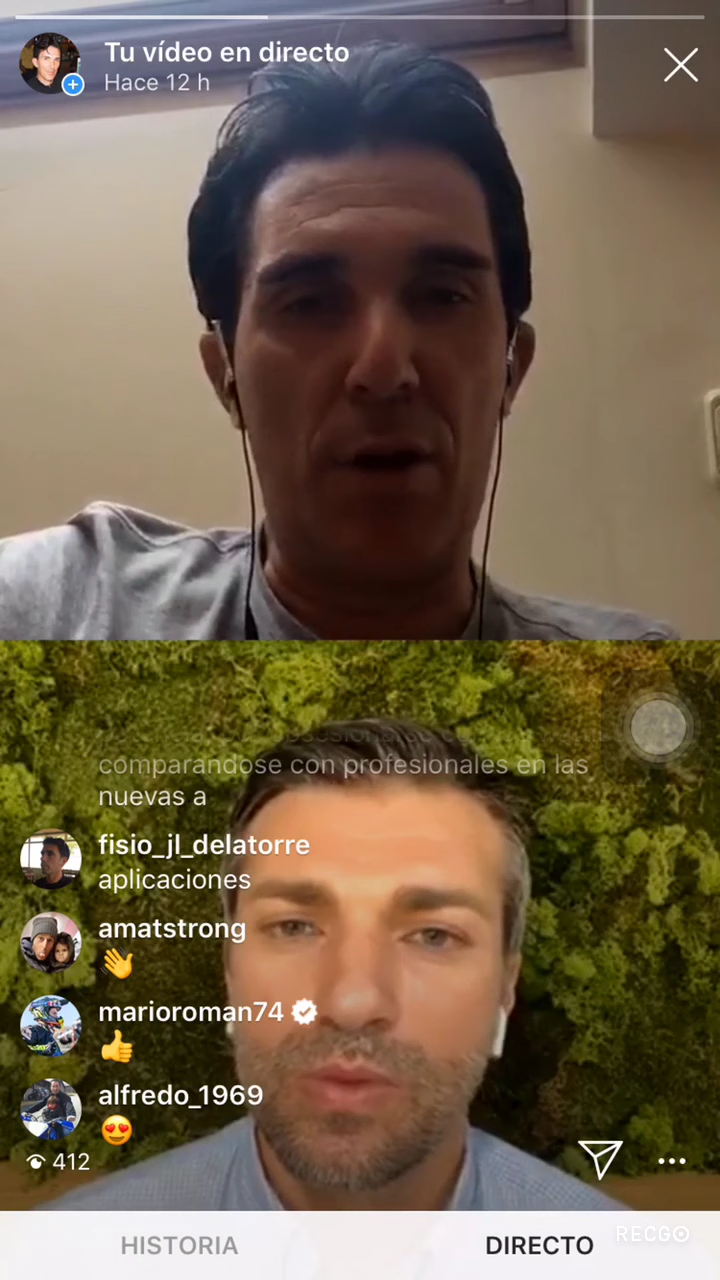 Tu vídeo en directo
Hace 12 h
comparandose con profesionales en las
nuevas a
fisio_jl_delatorre
aplicaciones
amatstrong
👋
marioroman74
👍
alfredo_1969
😍
412
HISTORIA
DIRECTO
RECGO